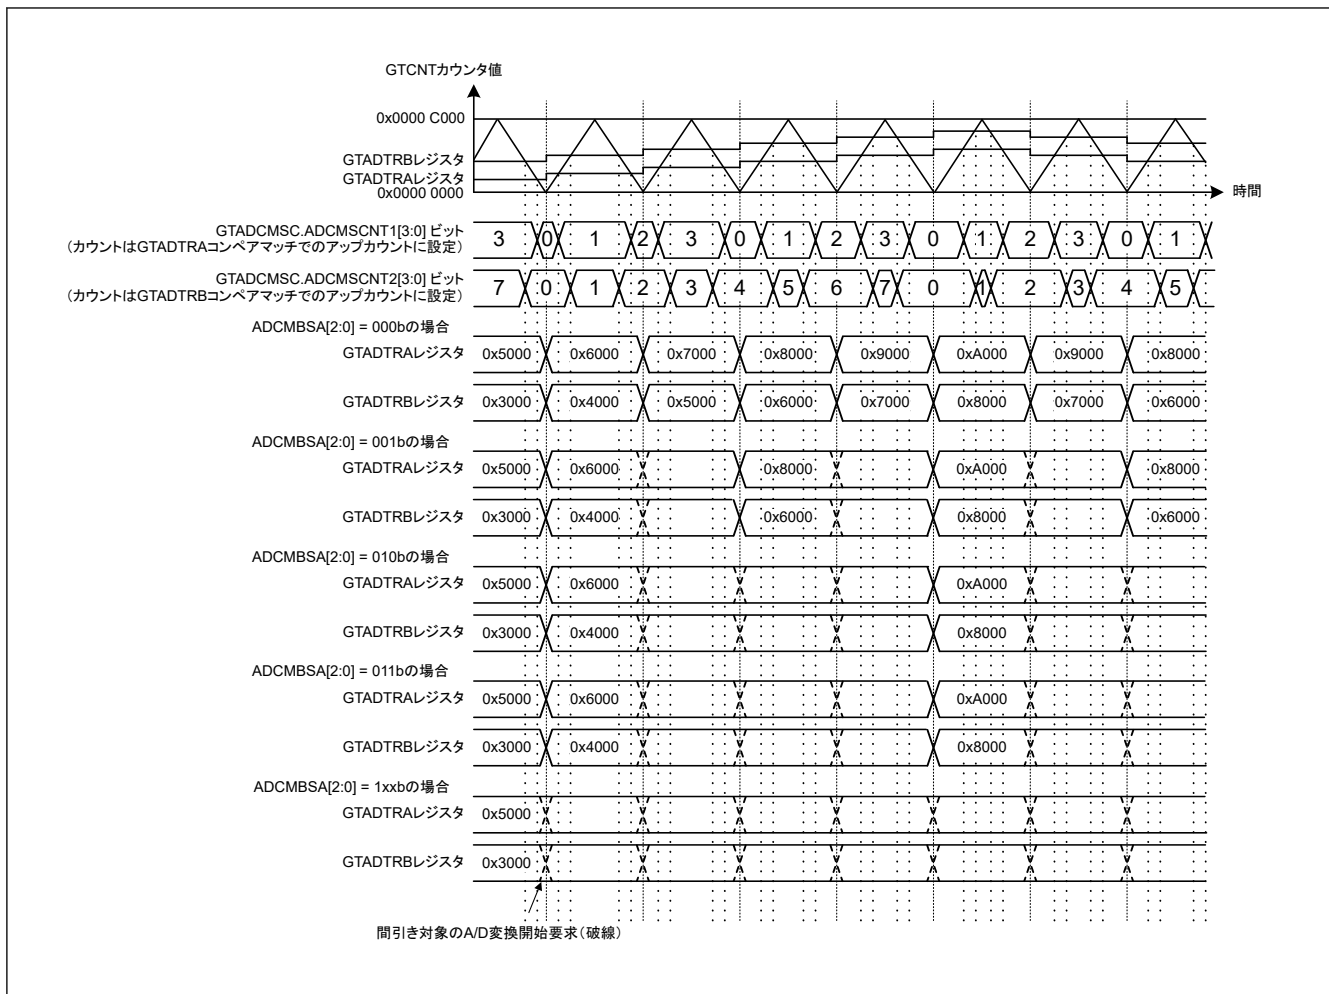 GTCNTカウンタ値
0x0000 C000
GTADTRBレジスタ
GTADTRAレジスタ
0x0000 0000
時間
GTADCMSC.ADCMSCNT1[3:0] ビット
(カウントはGTADTRAコンペアマッチでのアップカウントに設定)
3 0 1 2 3 0 1 2 3 0 1 2 3 0 1
GTADCMSC.ADCMSCNT2[3:0] ビット
(カウントはGTADTRBコンペアマッチでのアップカウントに設定)
7 0 1 2 3 4 5 6 7 0 1 2 3 4 5
ADCMBSA[2:0] = 000bの場合
GTADTRAレジスタ 0x5000 0x6000 0x7000 0x8000 0x9000 0xA000 0x9000 0x8000
GTADTRBレジスタ 0x3000 0x4000 0x5000 0x6000 0x7000 0x8000 0x7000 0x6000
ADCMBSA[2:0] = 001bの場合
GTADTRAレジスタ 0x5000 0x6000 0x8000 0xA000 0x8000
GTADTRBレジスタ 0x3000 0x4000 0x6000 0x8000 0x6000
ADCMBSA[2:0] = 010bの場合
GTADTRAレジスタ 0x5000 0x6000 0xA000
GTADTRBレジスタ 0x3000 0x4000 0x8000
ADCMBSA[2:0] = 011bの場合
GTADTRAレジスタ 0x5000 0x6000 0xA000
GTADTRBレジスタ 0x3000 0x4000 0x8000
ADCMBSA[2:0] = 1xxbの場合
GTADTRAレジスタ 0x5000
GTADTRBレジスタ 0x3000
間引き対象のA/D変換開始要求(破線)